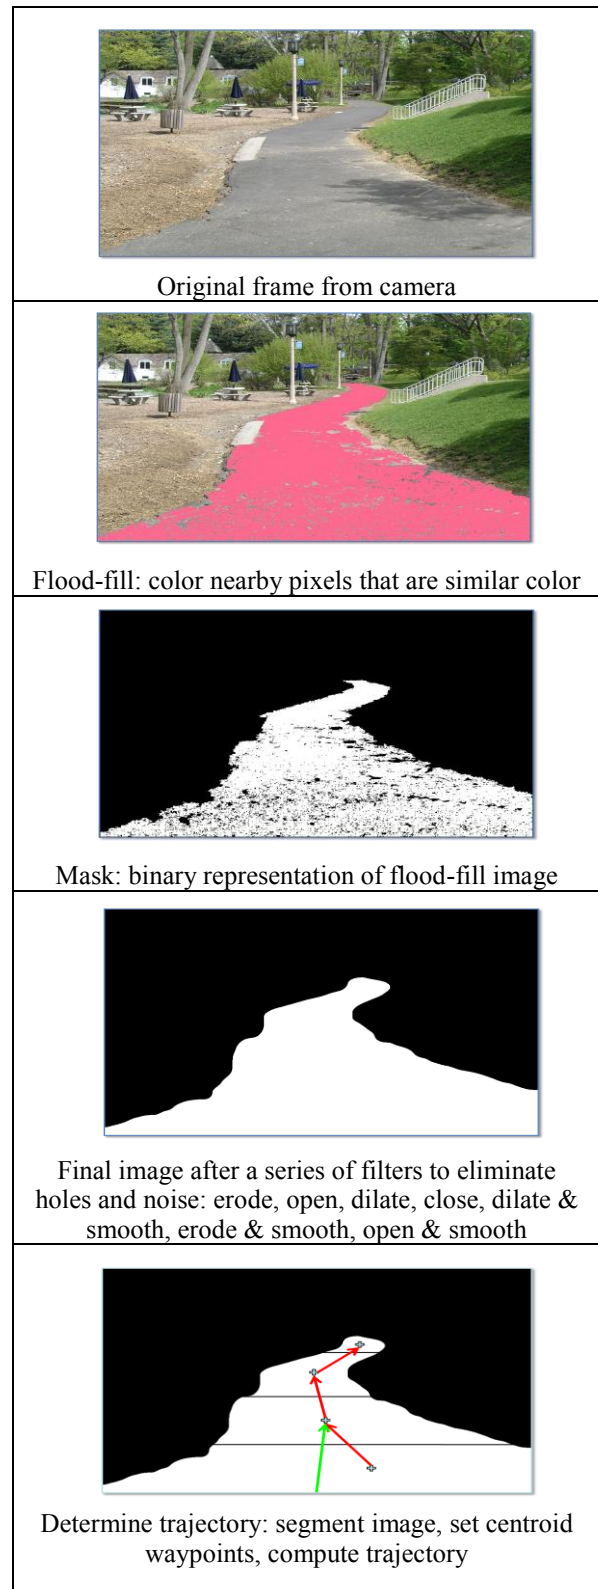 Original frame from camera
Flood-fill: color nearby pixels that are similar color
Mask: binary representation of flood-fill image
Final image after a series of filters to eliminate
holes and noise: erode, open, dilate, close, dilate &
smooth, erode & smooth, open & smooth
Determine trajectory: segment image, set centroid
waypoints, compute trajectory